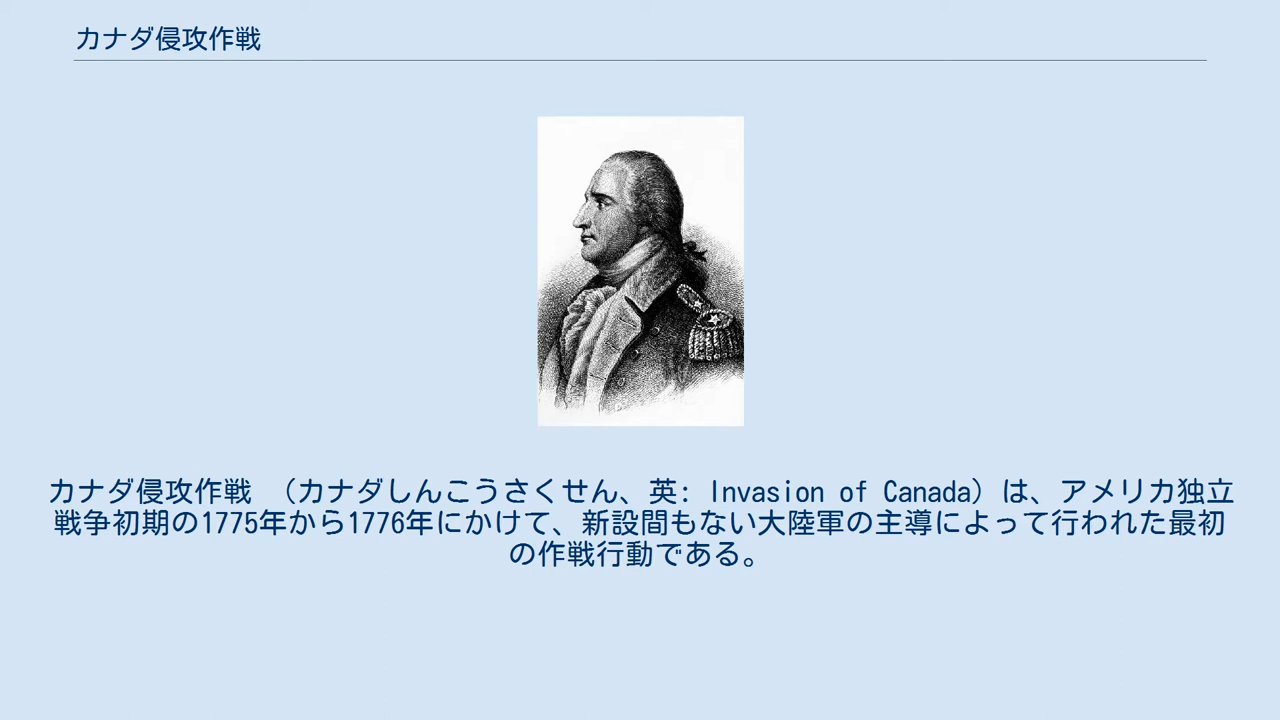 カナダ侵攻作戦
カナダ侵攻作戦 （カナダしんこうさくせん、英: Invasion of Canada）は、アメリカ独立
戦争初期の1775年から1776年にかけて、新設間もない大陸軍の主導によって行われた最初
の作戦行動である。